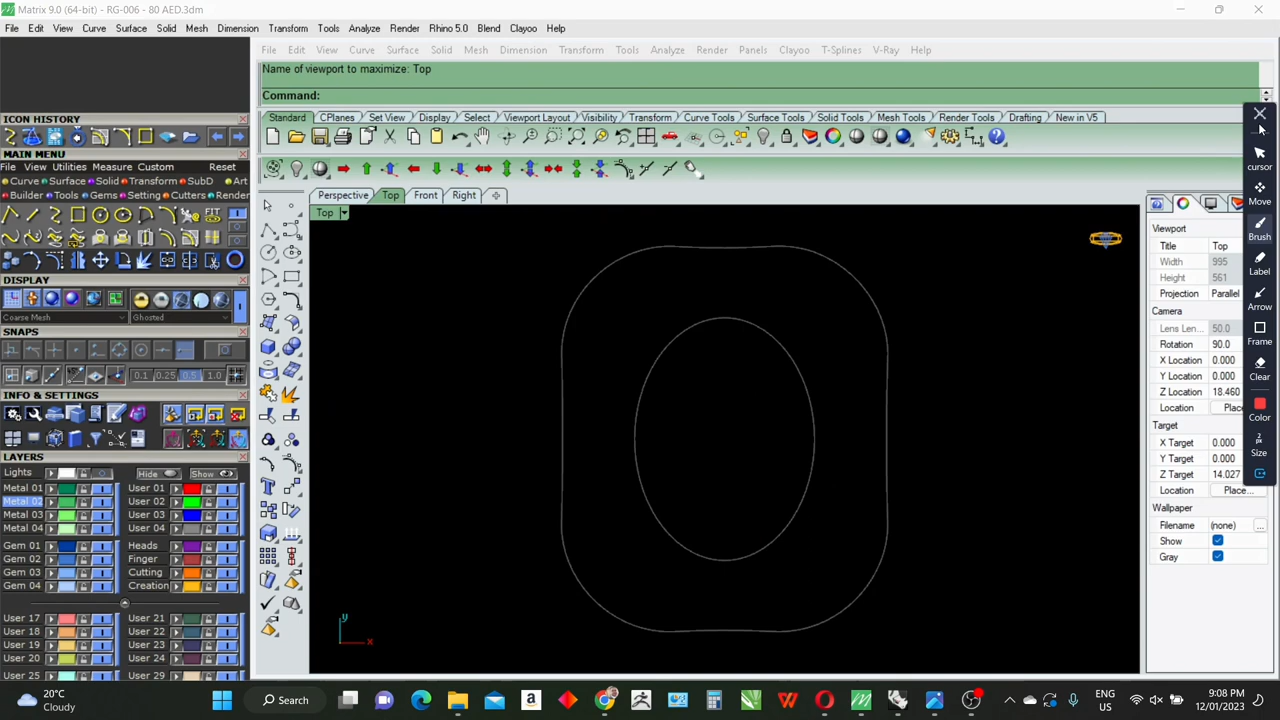 Matrix 9.0 (64-bit) - RG-006 - 80 AED.3dm
File Edit View Curve Surface Solid Mesh Dimension Transform Tools Analyze Render Rhino 5.0 Blend Clayoo Help
File Edit View Curve Surface Solid Mesh Dimension Transform Tools Analyze Render Panels Clayoo T-Splines V-Ray Help
Name of viewport to maximize: Top
Command:
Standard CPlanes Set View Display Select Viewport Layout Visibility Transform Curve Tools Surface Tools Solid Tools Mesh Tools Render Tools Drafting New in V5
ICON HISTORY
MAIN MENU
File View Utilities Measure Custom Reset
Curve Surface Solid Transform SubD Art
Builder Tools Gems Setting Cutters Render
FIT
DISPLAY
Coarse Mesh Ghosted
SNAPS
0.1 0.25 0.5 1.0
INFO & SETTINGS
LAYERS
Lights Hide Show
Metal 01 User 01
Metal 02 User 02
Metal 03 User 03
Metal 04 User 04
Gem 01 Heads
Gem 02 Finger
Gem 03 Cutting
Gem 04 Creation
User 17 User 21
User 18 User 22
User 19 User 23
User 20 User 24
User 25 User 29
Perspective Top Front Right
Top
y
x
Viewport
Title Top
Width 995
Height 561
Projection Parallel
Camera
Lens Len... 50.0
Rotation 90.0
X Location 0.000
Y Location 0.000
Z Location 18.460
Location Place
Target
X Target 0.000
Y Target 0.000
Z Target 14.027
Location Place...
Wallpaper
Filename (none) ...
Show
Gray
cursor
Move
Brush
Label
Arrow
Frame
Clear
Color
px
Size
20°C
Cloudy
Search
ENG
US
9:08 PM
12/01/2023